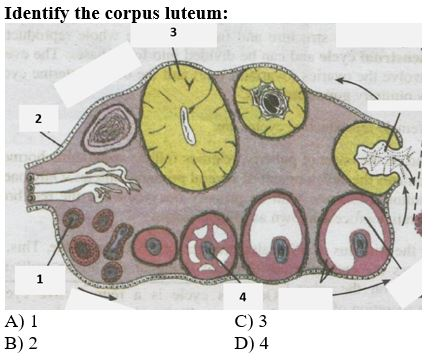 Identify the corpus luteum:
3
2
1
4
A) 1
C) 3
B) 2
D) 4